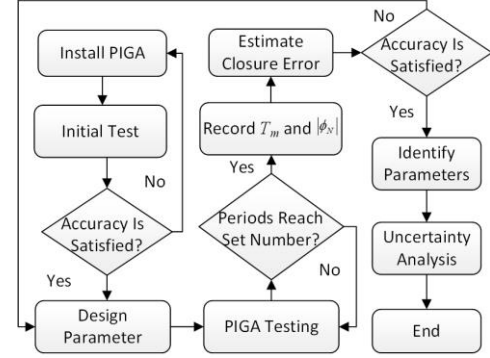 Install PIGA
Initial Test
No
Accuracy Is
Satisfied?
Yes
Design
Parameter
PIGA Testing
No
Periods Reach
Set Number?
Yes
Record T_m and |ϕ̇_N|
Estimate
Closure Error
No
Accuracy Is
Satisfied?
Yes
Identify
Parameters
Uncertainty
Analysis
End